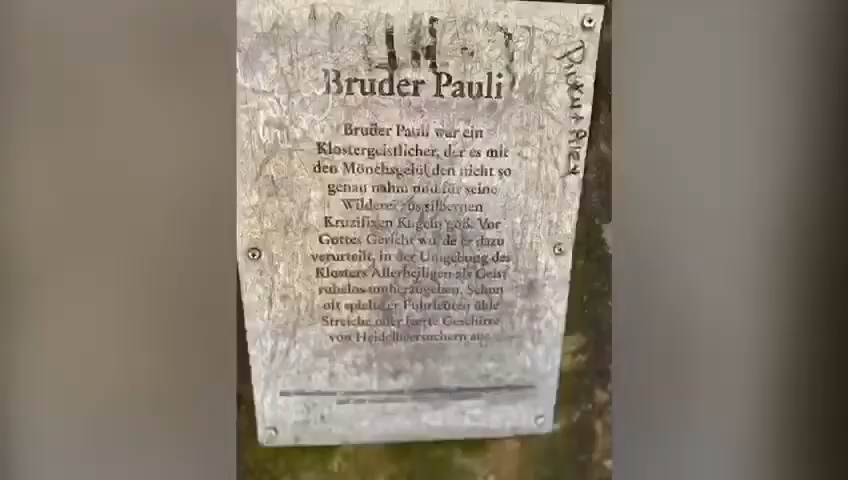 Bruder Pauli
Bruder Pauli war ein
Klostergeistlicher, der es mit
den Mönchsgelübden nicht so
genau nahm und für seine
Wilderei aus silbernen
Kruzifixen Kugeln goß. Vor
Gottes Gericht wurde er dazu
verurteilt, in der Umgebung des
Klosters Allerheiligen als Geist
ruhelos umherzugehen. Schon
oft spielte er Fuhrleuten üble
Streiche oder leerte Geschirre
von Heidelbeersuchern aus.